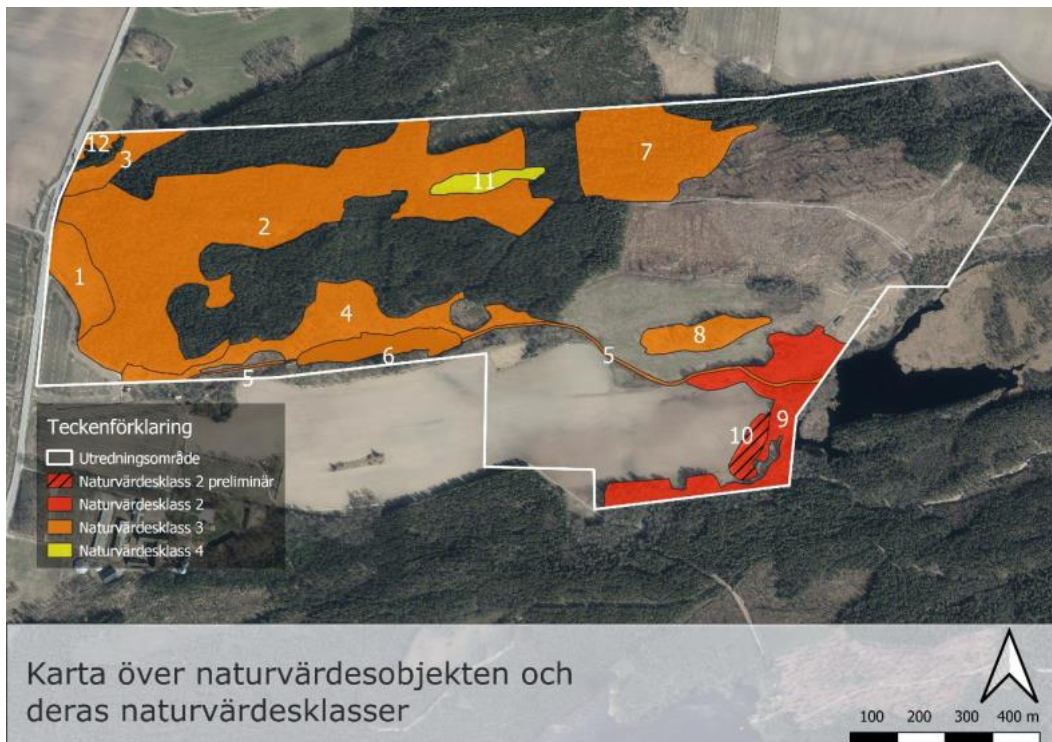 12
3
7
11
2
1
4
8
6
5
5
9
10
Teckenförklaring
Utredningsområde
Naturvärdesklass 2 preliminär
Naturvärdesklass 2
Naturvärdesklass 3
Naturvärdesklass 4
Karta över naturvärdesobjekten och
deras naturvärdesklasser
100 200 300 400 m